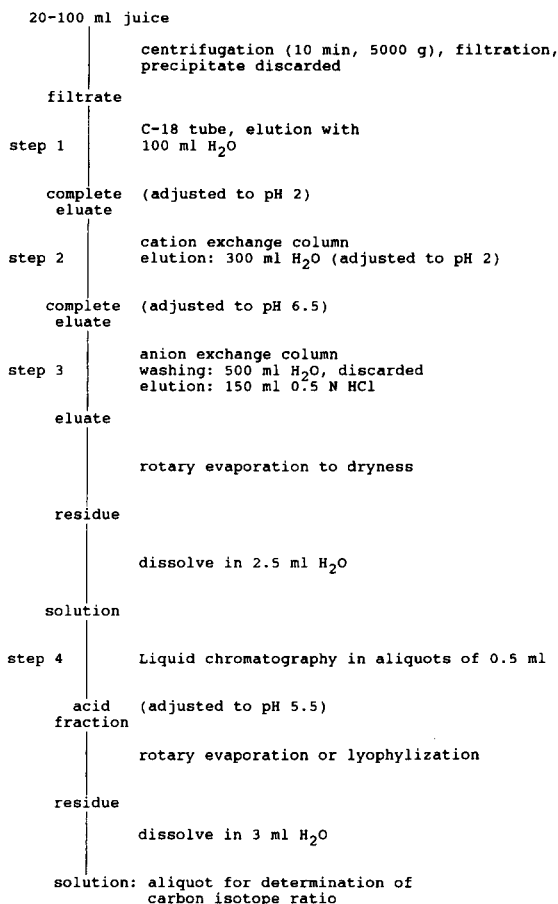 20-100 ml juice
centrifugation (10 min, 5000 g), filtration,
precipitate discarded
filtrate
C-18 tube, elution with
step 1
100 ml H₂O
complete (adjusted to pH 2)
eluate
cation exchange column
step 2 elution: 300 ml H₂O (adjusted to pH 2)
complete (adjusted to pH 6.5)
eluate
anion exchange column
step 3 washing: 500 ml H₂O, discarded
elution: 150 ml 0.5 N HCl
eluate
rotary evaporation to dryness
residue
dissolve in 2.5 ml H₂O
solution
step 4 Liquid chromatography in aliquots of 0.5 ml
acid (adjusted to pH 5.5)
fraction
rotary evaporation or lyophylization
residue
dissolve in 3 ml H₂O
solution: aliquot for determination of
carbon isotope ratio